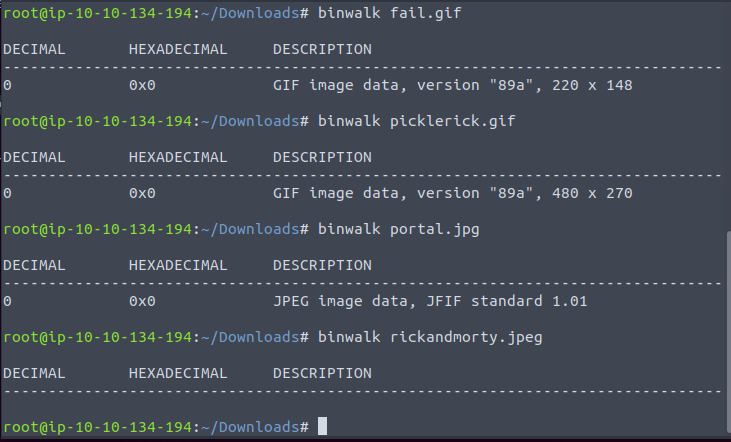 root@ip-10-10-134-194:~/Downloads# binwalk fail.gif
DECIMAL       HEXADECIMAL     DESCRIPTION
--------------------------------------------------------------------------------
0             0x0             GIF image data, version "89a", 220 x 148
root@ip-10-10-134-194:~/Downloads# binwalk picklerick.gif
DECIMAL       HEXADECIMAL     DESCRIPTION
--------------------------------------------------------------------------------
0             0x0             GIF image data, version "89a", 480 x 270
root@ip-10-10-134-194:~/Downloads# binwalk portal.jpg
DECIMAL       HEXADECIMAL     DESCRIPTION
--------------------------------------------------------------------------------
0             0x0             JPEG image data, JFIF standard 1.01
root@ip-10-10-134-194:~/Downloads# binwalk rickandmorty.jpeg
DECIMAL       HEXADECIMAL     DESCRIPTION
--------------------------------------------------------------------------------
root@ip-10-10-134-194:~/Downloads#